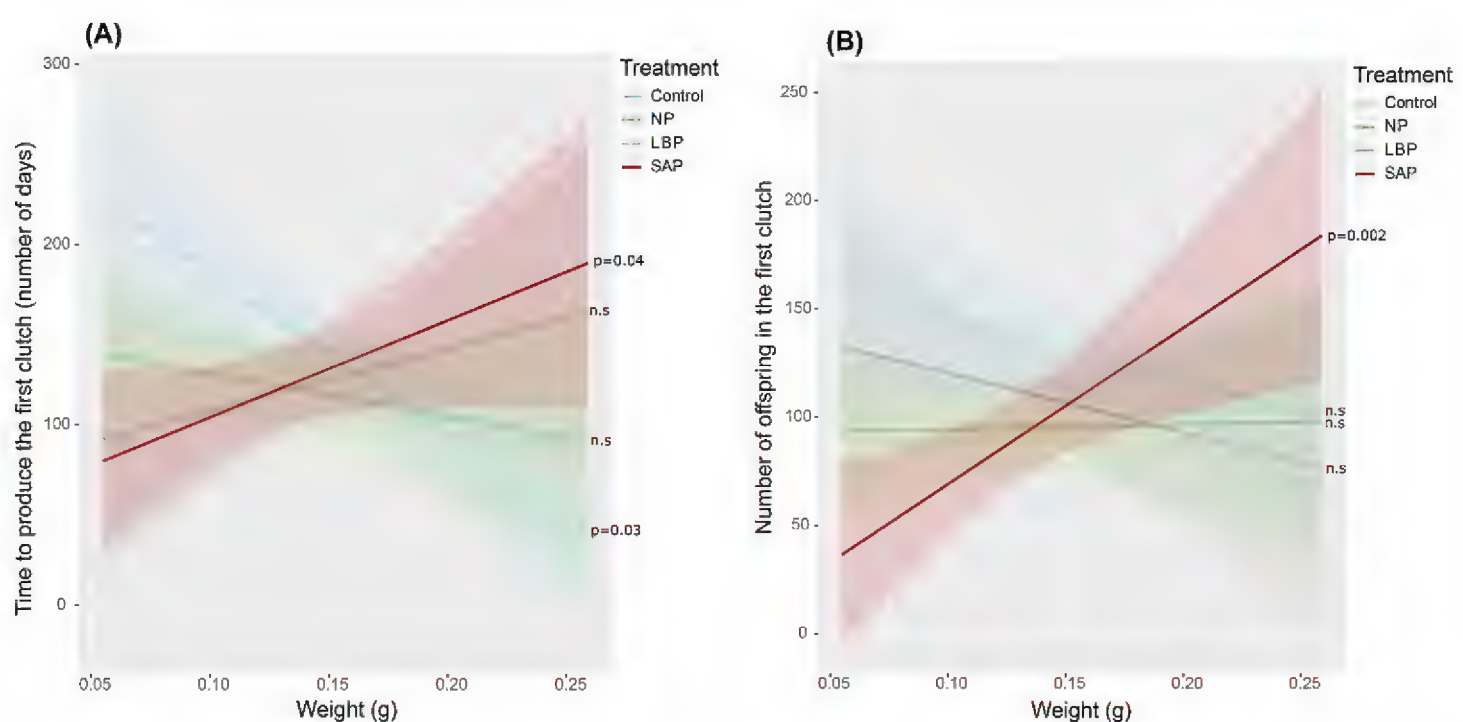 (A)
Treatment
Control
NP
LBP
SAP
300
200
100
0
Time to produce the first clutch (number of days)
p=0.04
n.s
n.s
p=0.03
0.05
0.10
0.15
0.20
0.25
Weight (g)
(B)
Treatment
Control
NP
LBP
SAP
250
200
150
100
50
0
Number of offspring in the first clutch
p=0.002
n.s
n.s
n.s
0.05
0.10
0.15
0.20
0.25
Weight (g)